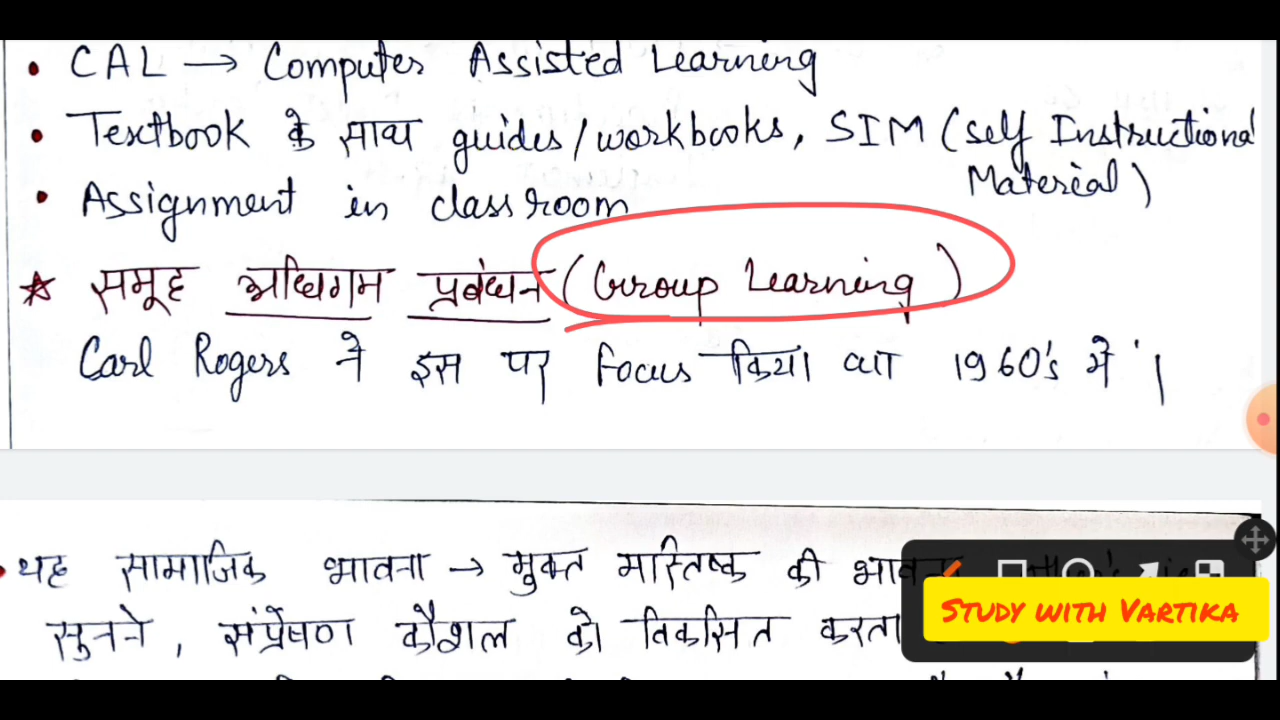 • CAL → Computer Assisted Learning
• Textbook के साथ guides/workbooks, SIM (Self Instructional
Material)
• Assignment in classroom
☆ समूह अधिगम प्रबंधन (Group Learning)
Carl Rogers ने इस पर Focus किया था 1960's में।
• यह सामाजिक भावना → मुक्त मस्तिष्क की
सुनने, संप्रेषण कौशल को विकसित करता
Study with Vartika